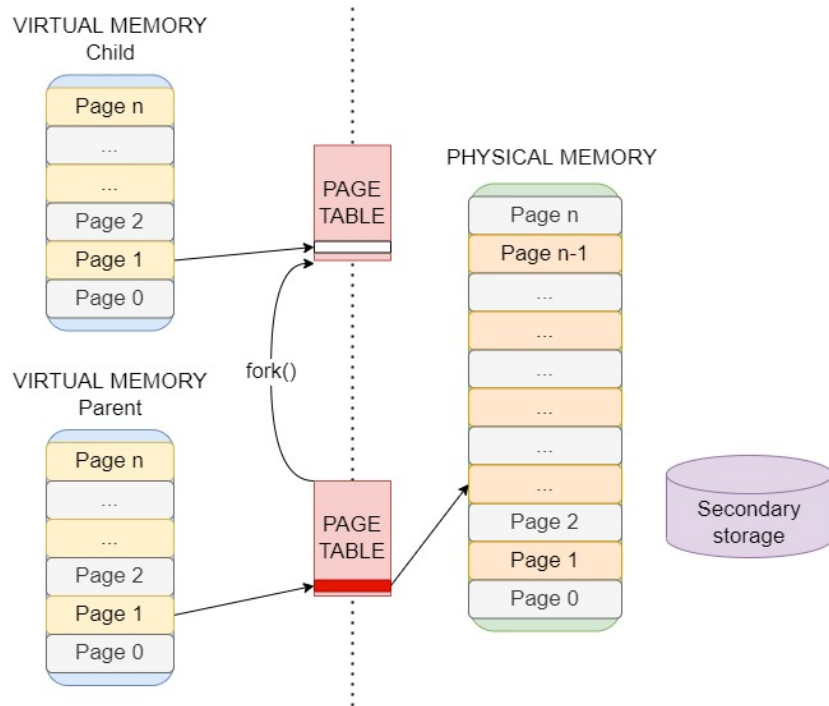 VIRTUAL MEMORY
Child
Page n
...
...
Page 2
Page 1
Page 0
PAGE
TABLE
fork()
VIRTUAL MEMORY
Parent
Page n
...
...
Page 2
Page 1
Page 0
PAGE
TABLE
PHYSICAL MEMORY
Page n
Page n-1
...
...
...
...
...
...
Page 2
Page 1
Page 0
Secondary
storage